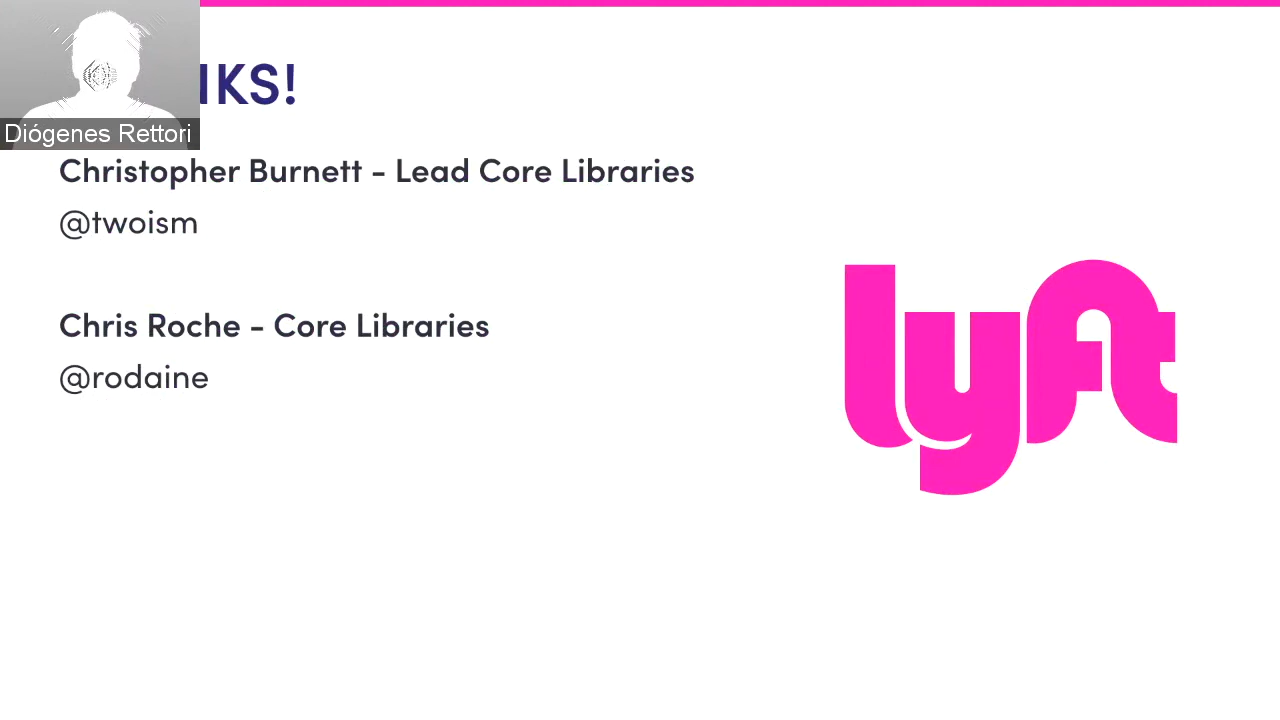 NKS!
Diógenes Rettori
Christopher Burnett - Lead Core Libraries
@twoism
Chris Roche - Core Libraries
@rodaine
lyft